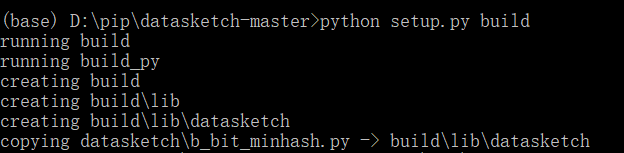 (base) D:\pip\datasketch-master>python setup.py build
running build
running build_py
creating build
creating build\lib
creating build\lib\datasketch
copying datasketch\b_bit_minhash.py -> build\lib\datasketch